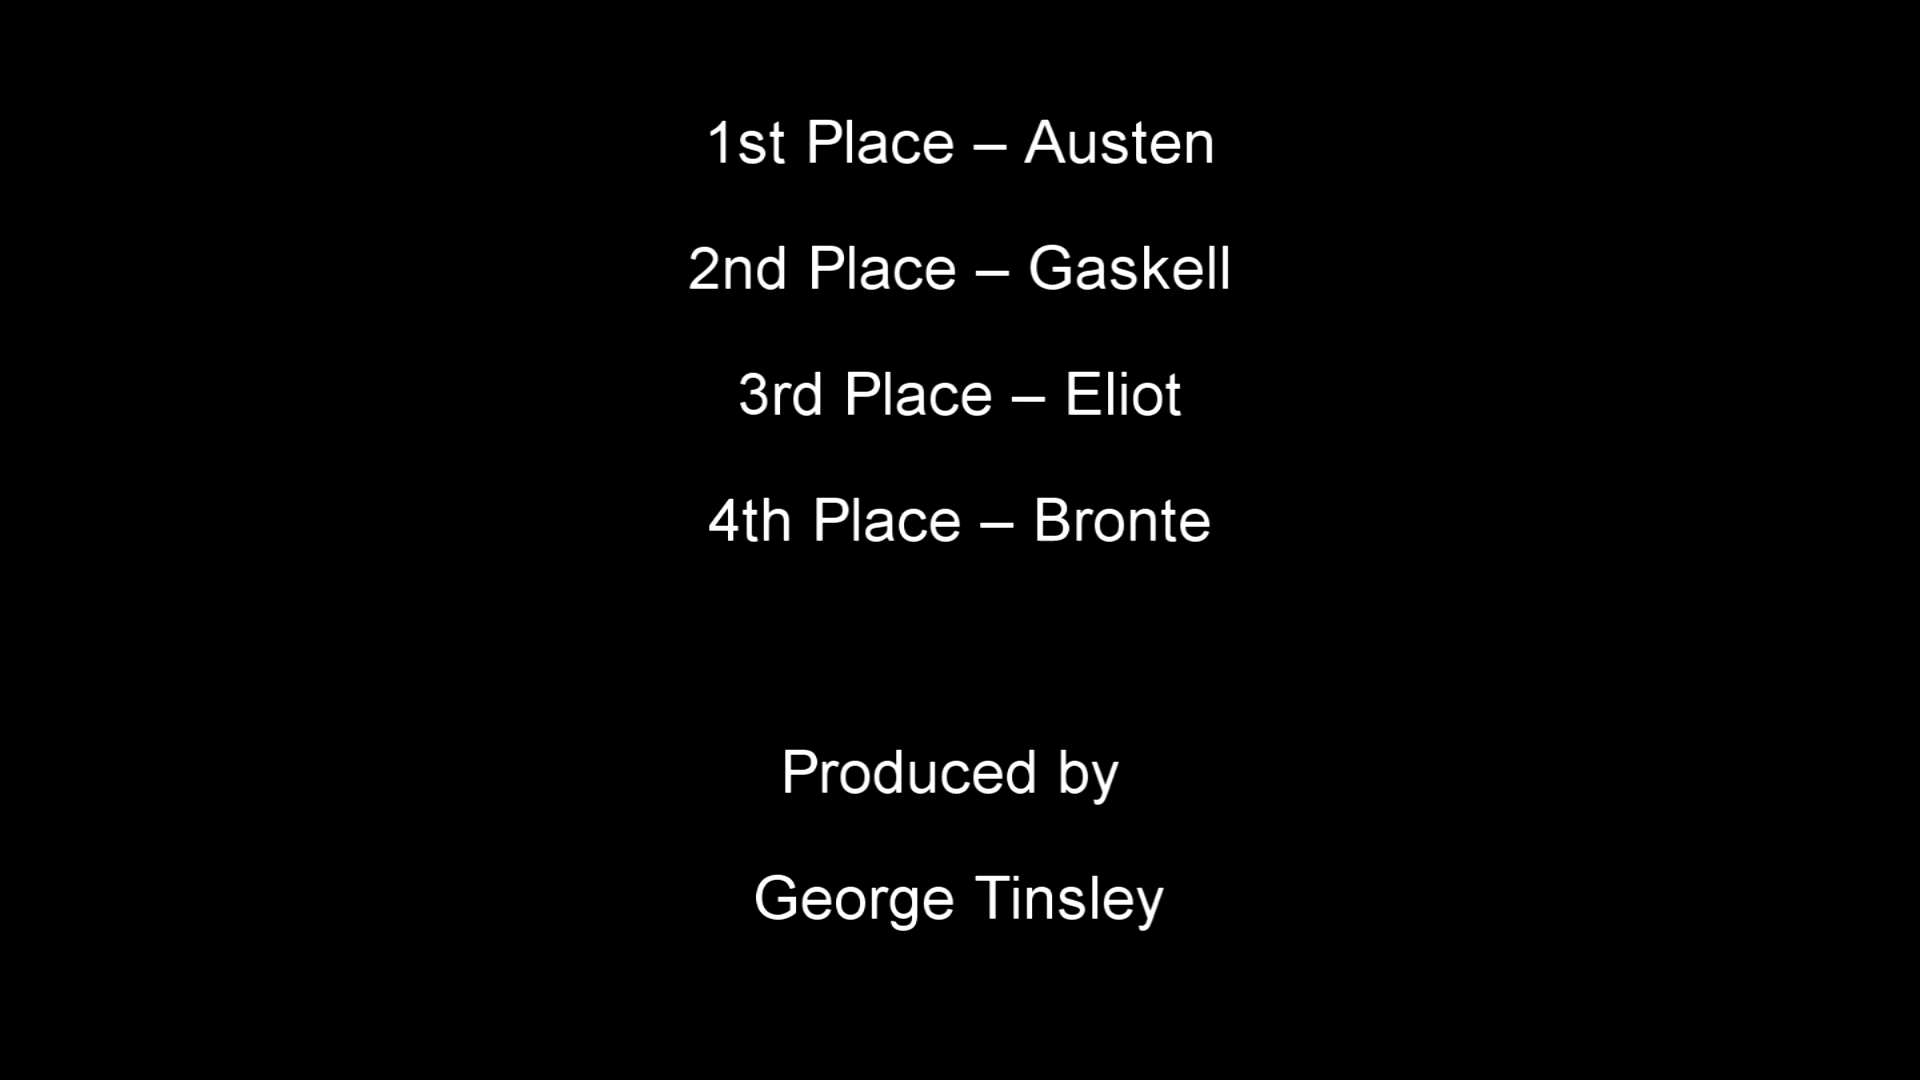 1st Place – Austen
2nd Place – Gaskell
3rd Place – Eliot
4th Place – Bronte
Produced by
George Tinsley